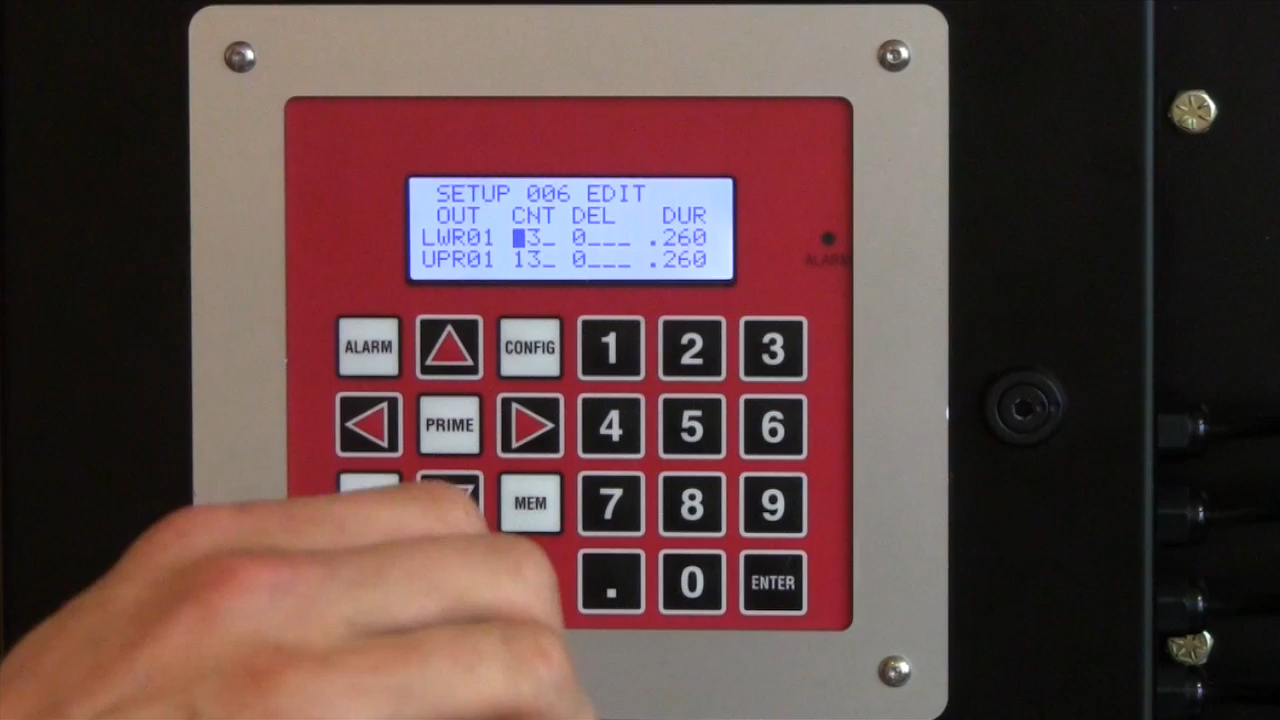 SETUP 006 EDIT
OUT CNT DEL DUR
LWR01 3_ 0___ .260
UPR01 13_ 0___ .260
ALARM
ALARM CONFIG 1 2 3
PRIME 4 5 6
MEM 7 8 9
. 0 ENTER